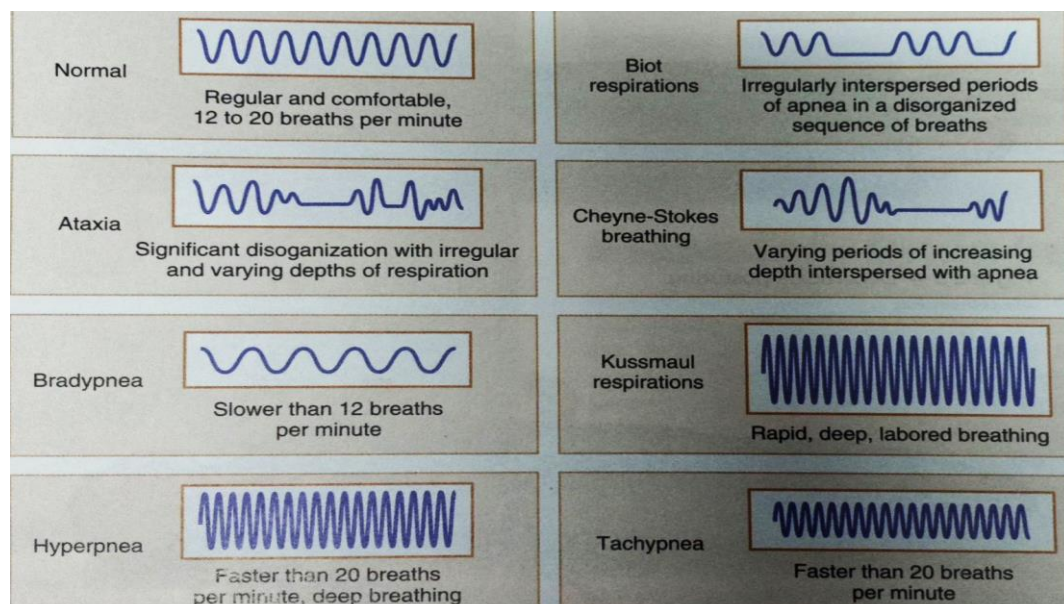 Normal
Regular and comfortable,
12 to 20 breaths per minute
Biot
respirations
Irregularly interspersed periods
of apnea in a disorganized
sequence of breaths
Ataxia
Significant disoganization with irregular
and varying depths of respiration
Cheyne-Stokes
breathing
Varying periods of increasing
depth interspersed with apnea
Bradypnea
Slower than 12 breaths
per minute
Kussmaul
respirations
Rapid, deep, labored breathing
Hyperpnea
Faster than 20 breaths
per minute, deep breathing
Tachypnea
Faster than 20 breaths
per minute